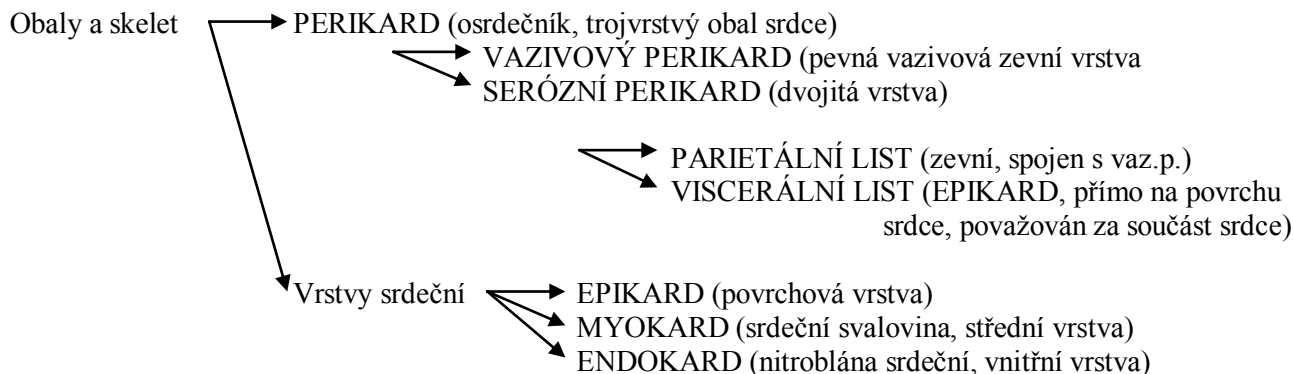 Obaly a skelet PERIKARD (osrdečník, trojvrstvý obal srdce)
VAZIVOVÝ PERIKARD (pevná vazivová zevní vrstva
SERÓZNÍ PERIKARD (dvojitá vrstva)
PARIETÁLNÍ LIST (zevní, spojen s vaz.p.)
VISCERÁLNÍ LIST (EPIKARD, přímo na povrchu
srdce, považován za součást srdce)
Vrstvy srdeční EPIKARD (povrchová vrstva)
MYOKARD (srdeční svalovina, střední vrstva)
ENDOKARD (nitroblána srdeční, vnitřní vrstva)